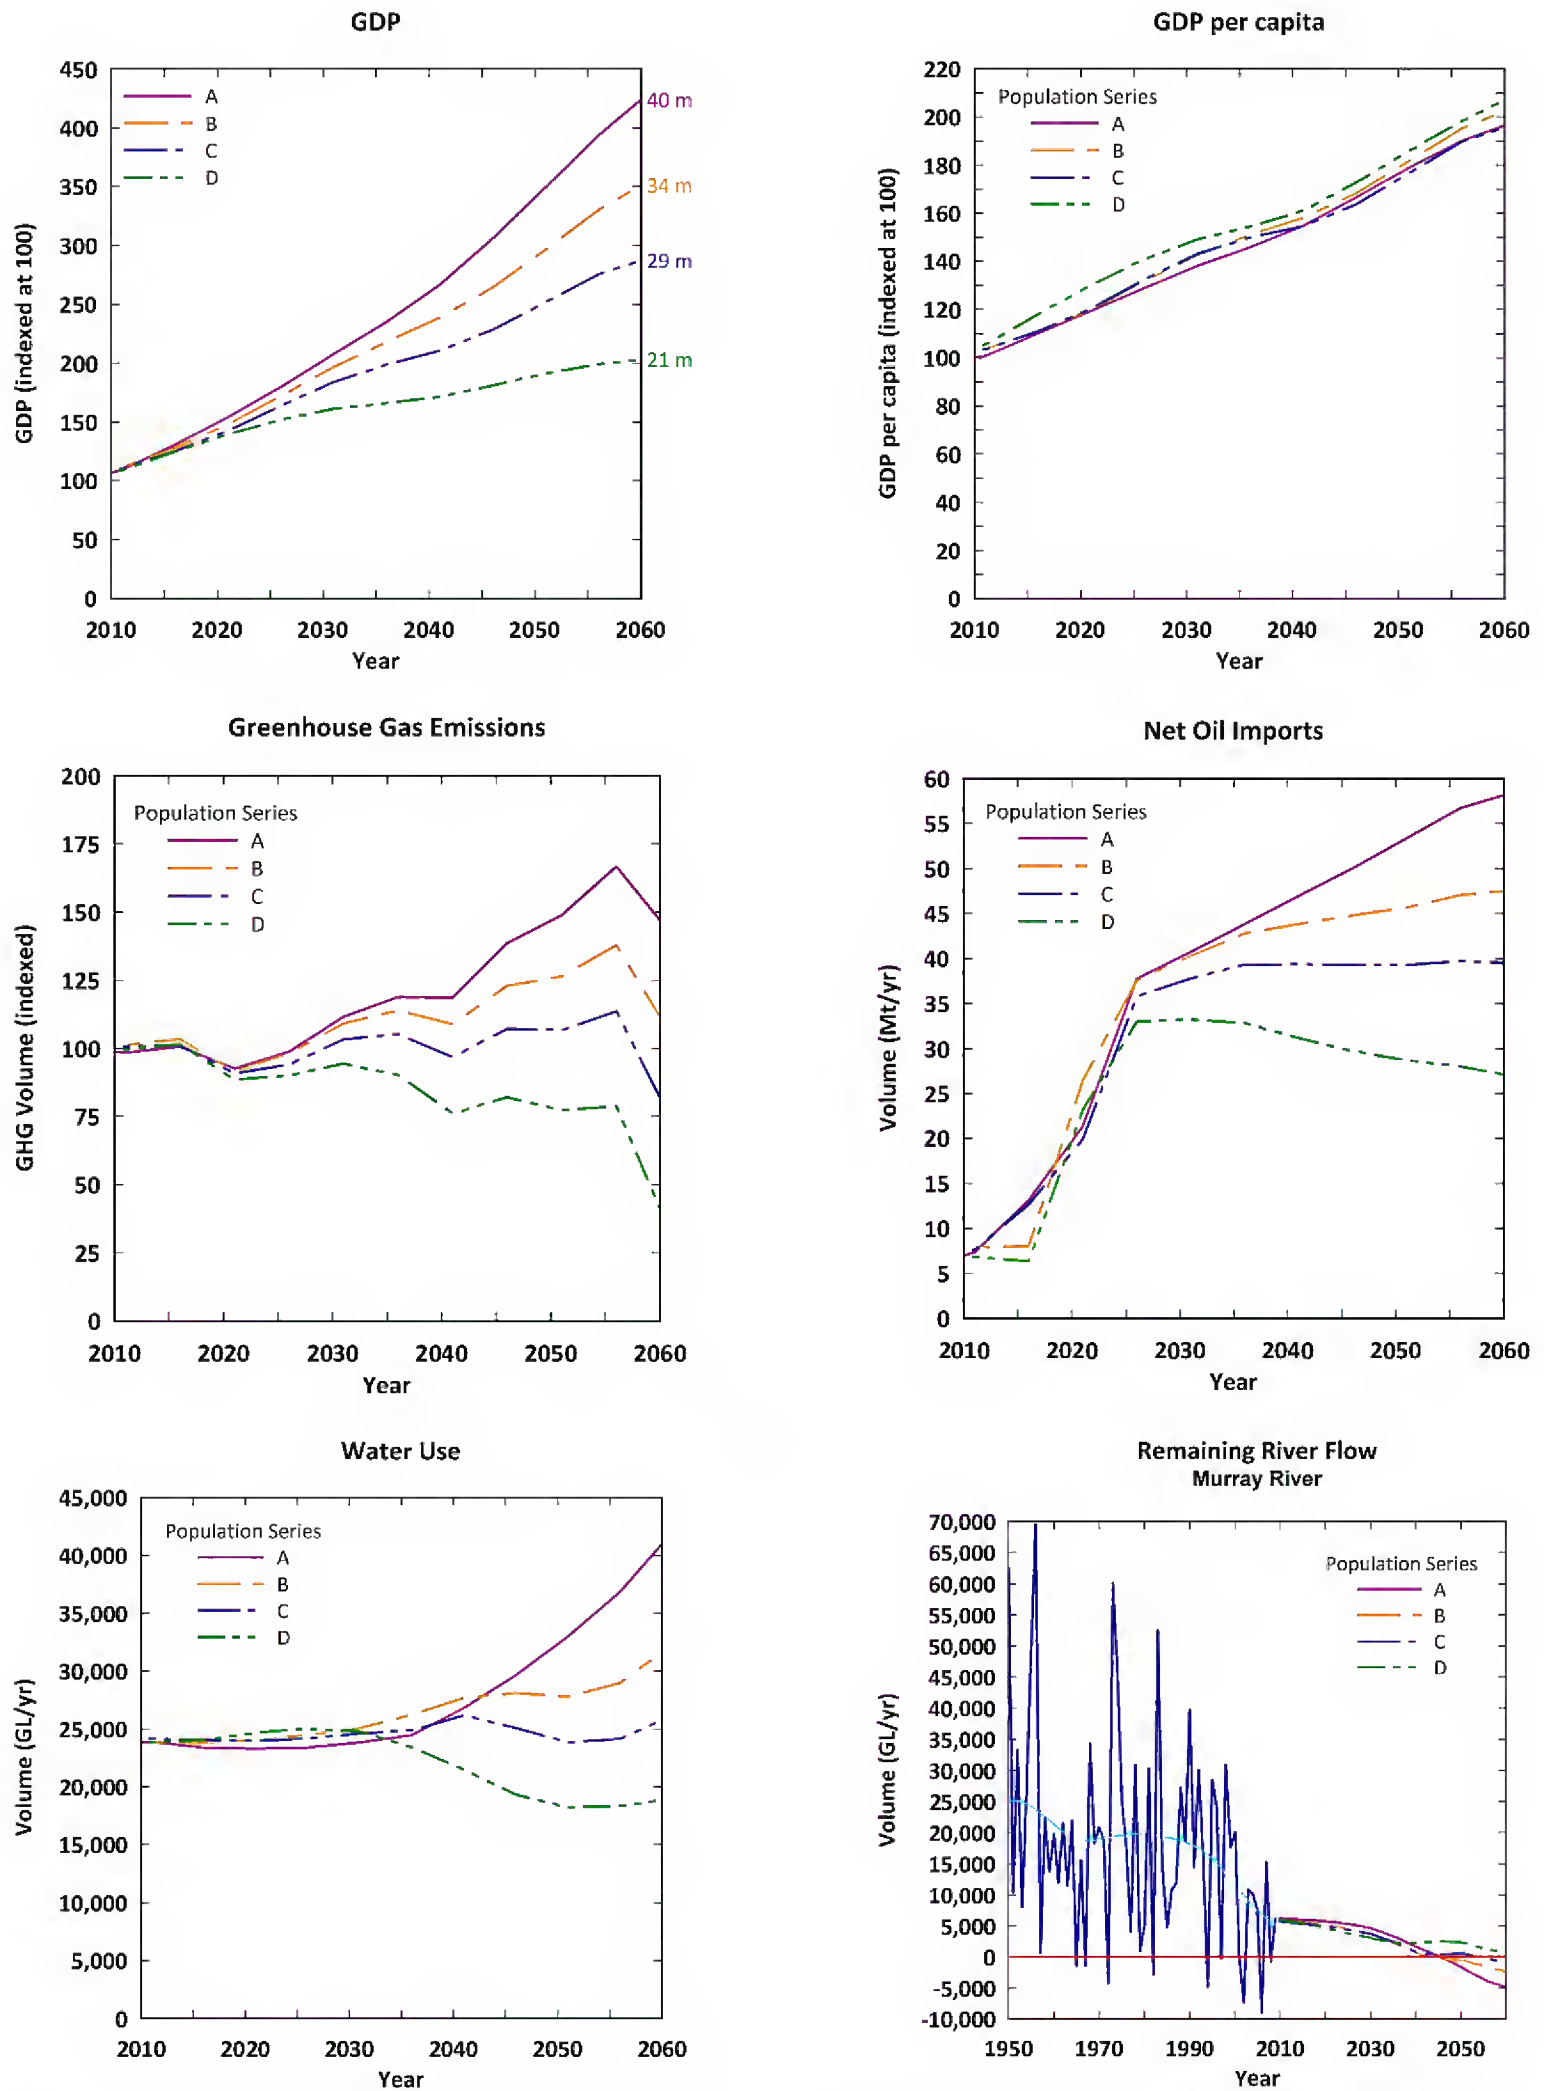 GDP
GDP (indexed at 100)
450
400
350
300
250
200
150
100
50
0
A
B
C
D
40 m
34 m
29 m
21 m
2010 2020 2030 2040 2050 2060
Year
GDP per capita
GDP per capita (indexed at 100)
220
200
180
160
140
120
100
80
60
40
20
0
Population Series
A
B
C
D
2010 2020 2030 2040 2050 2060
Year
Greenhouse Gas Emissions
GHG Volume (indexed)
200
175
150
125
100
75
50
25
0
Population Series
A
B
C
D
2010 2020 2030 2040 2050 2060
Year
Net Oil Imports
Volume (Mt/yr)
60
55
50
45
40
35
30
25
20
15
10
5
0
Population Series
A
B
C
D
2010 2020 2030 2040 2050 2060
Year
Water Use
Volume (GL/yr)
45,000
40,000
35,000
30,000
25,000
20,000
15,000
10,000
5,000
0
Population Series
A
B
C
D
2010 2020 2030 2040 2050 2060
Year
Remaining River Flow
Murray River
Volume (GL/yr)
70,000
65,000
60,000
55,000
50,000
45,000
40,000
35,000
30,000
25,000
20,000
15,000
10,000
5,000
0
-5,000
-10,000
Population Series
A
B
C
D
1950 1970 1990 2010 2030 2050
Year